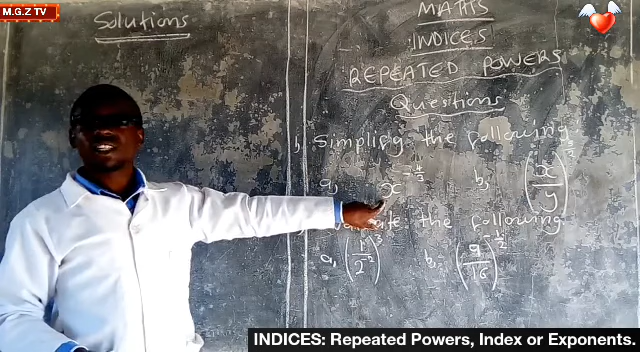 M.G.Z TV
Solutions
MATHS
INDICES
REPEATED POWERS
Questions
1, Simplify the following
a, x b, (x/y)
the following
a, b, (9/16)^-1/2
INDICES: Repeated Powers, Index or Exponents.